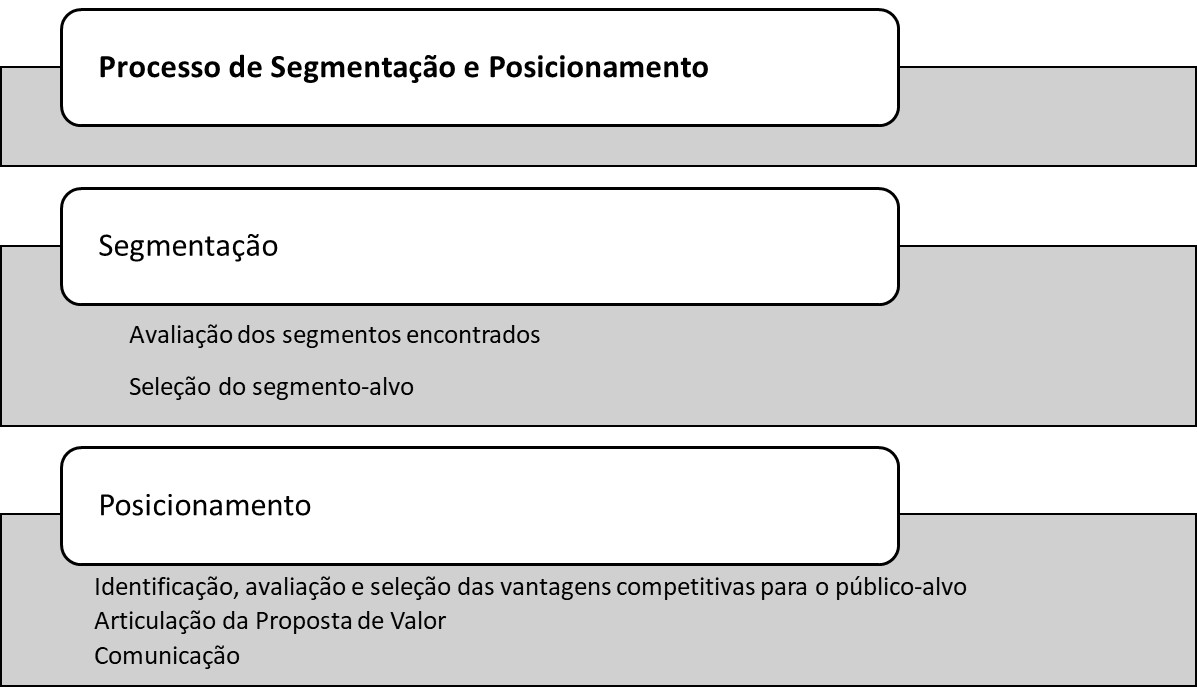 Processo de Segmentação e Posicionamento
Segmentação
Avaliação dos segmentos encontrados
Seleção do segmento-alvo
Posicionamento
Identificação, avaliação e seleção das vantagens competitivas para o público-alvo
Articulação da Proposta de Valor
Comunicação